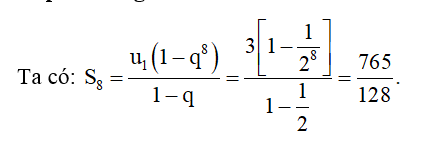 Ta có: S₈ = u₁(1−q⁸)/(1−q) = 3[1−1/2⁸]/(1−1/2) = 765/128.